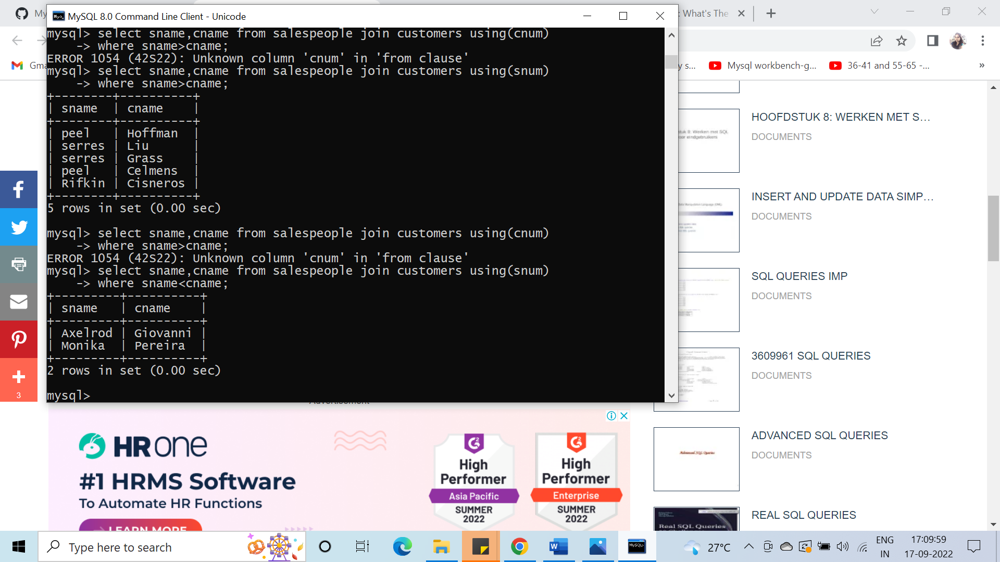 My
MySQL 8.0 Command Line Client - Unicode
: What's The
Gma
y s...
Mysql workbench-g...
36-41 and 55-65 -...
»
mysql> select sname,cname from salespeople join customers using(cnum)
    -> where sname>cname;
ERROR 1054 (42S22): Unknown column 'cnum' in 'from clause'
mysql> select sname,cname from salespeople join customers using(snum)
    -> where sname>cname;
+--------+----------+
| sname  | cname    |
+--------+----------+
| peel   | Hoffman  |
| serres | Liu      |
| serres | Grass    |
| peel   | Celmens  |
| Rifkin | Cisneros |
+--------+----------+
5 rows in set (0.00 sec)
mysql> select sname,cname from salespeople join customers using(cnum)
    -> where sname>cname;
ERROR 1054 (42S22): Unknown column 'cnum' in 'from clause'
mysql> select sname,cname from salespeople join customers using(snum)
    -> where sname<cname;
+---------+----------+
| sname   | cname    |
+---------+----------+
| Axelrod | Giovanni |
| Monika  | Pereira  |
+---------+----------+
2 rows in set (0.00 sec)
mysql>
3
Advertisement
HR one
#1 HRMS Software
To Automate HR Functions
LEARN MORE
High
Performer
Asia Pacific
SUMMER
2022
High
Performer
Enterprise
SUMMER
2022
HOOFDSTUK 8: WERKEN MET S...
DOCUMENTS
INSERT AND UPDATE DATA SIMP...
DOCUMENTS
SQL QUERIES IMP
DOCUMENTS
3609961 SQL QUERIES
DOCUMENTS
Advanced SQL Queries
ADVANCED SQL QUERIES
DOCUMENTS
Real SQL Queries
REAL SQL QUERIES
Type here to search
MySQL>
27°C
ENG
IN
17:09:59
17-09-2022